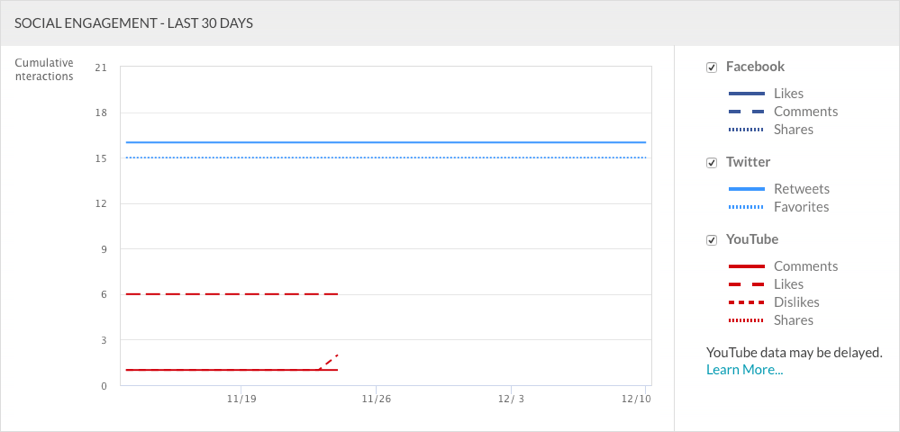 SOCIAL ENGAGEMENT - LAST 30 DAYS
Cumulative
nteractions
21
18
15
12
9
6
3
0
11/19
11/26
12/ 3
12/10
Facebook
Likes
Comments
Shares
Twitter
Retweets
Favorites
YouTube
Comments
Likes
Dislikes
Shares
YouTube data may be delayed.
Learn More...